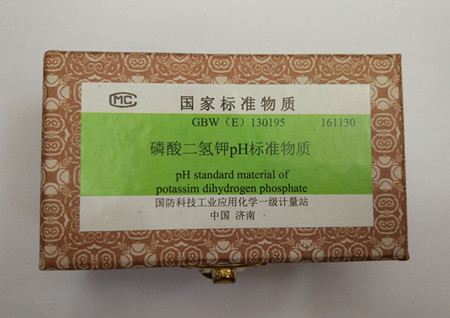 CMC
国家标准物质
GBW（E）130195 161130
磷酸二氢钾pH标准物质
pH standard material of
potassim dihydrogen phosphate
国防科技工业应用化学一级计量站
中国 济南